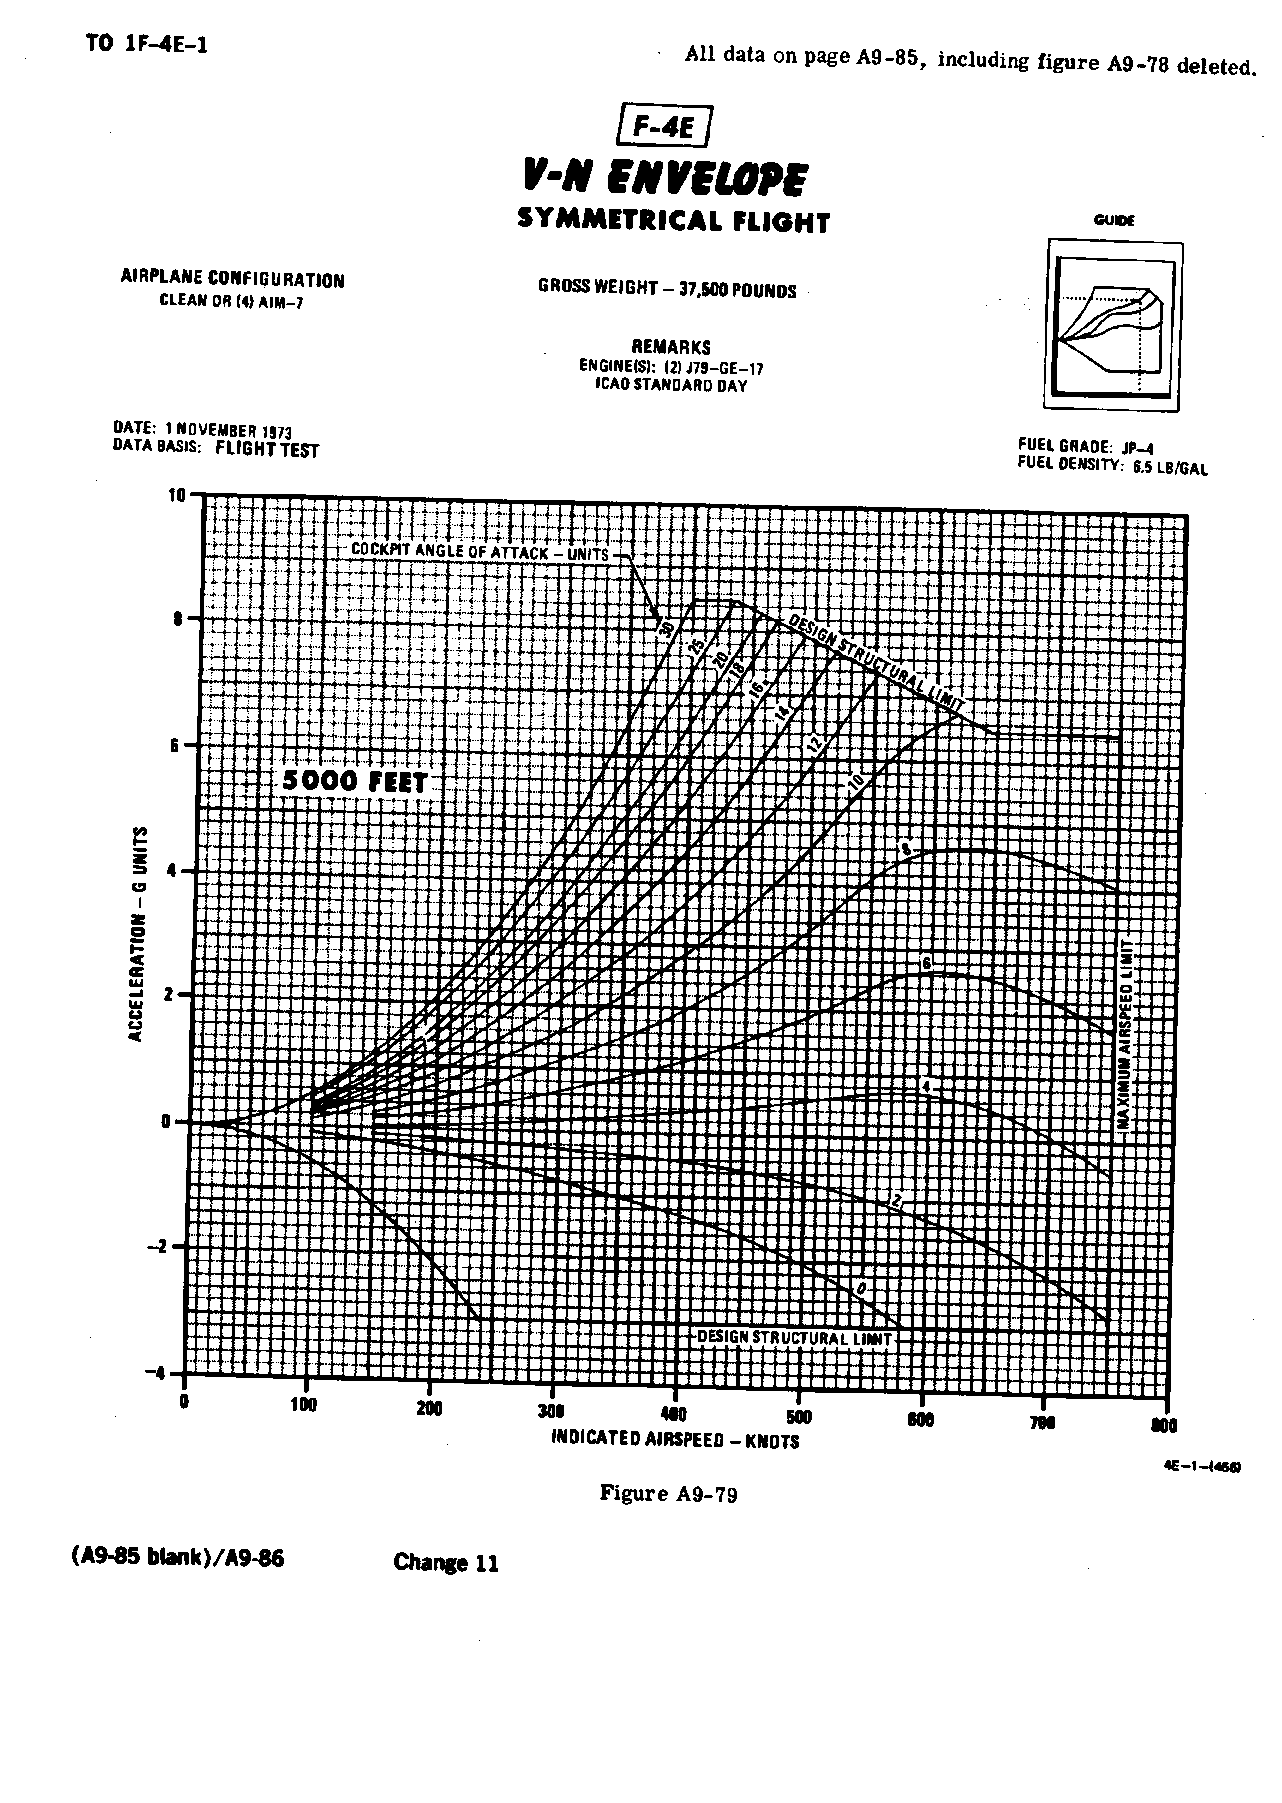 TO 1F-4E-1
All data on page A9-85, including figure A9-78 deleted.
F-4E
V-N ENVELOPE
SYMMETRICAL FLIGHT
GUIDE
AIRPLANE CONFIGURATION
CLEAN OR (4) AIM-7
GROSS WEIGHT — 37,500 POUNDS
REMARKS
ENGINE(S): (2) J79-GE-17
ICAO STANDARD DAY
DATE: 1 NOVEMBER 1973
DATA BASIS: FLIGHT TEST
FUEL GRADE: JP-4
FUEL DENSITY: 6.5 LB/GAL
10
COCKPIT ANGLE OF ATTACK — UNITS
8
DESIGN STRUCTURAL LIMIT
30
25
20
18
16
14
12
10
6
5000 FEET
ACCELERATION — G UNITS
4
8
MAXIMUM AIRSPEED LIMIT
6
2
4
0
2
-2
0
DESIGN STRUCTURAL LIMIT
-4
0
100
200
300
400
500
600
700
800
INDICATED AIRSPEED — KNOTS
4E-1-(466)
Figure A9-79
(A9-85 blank)/A9-86
Change 11